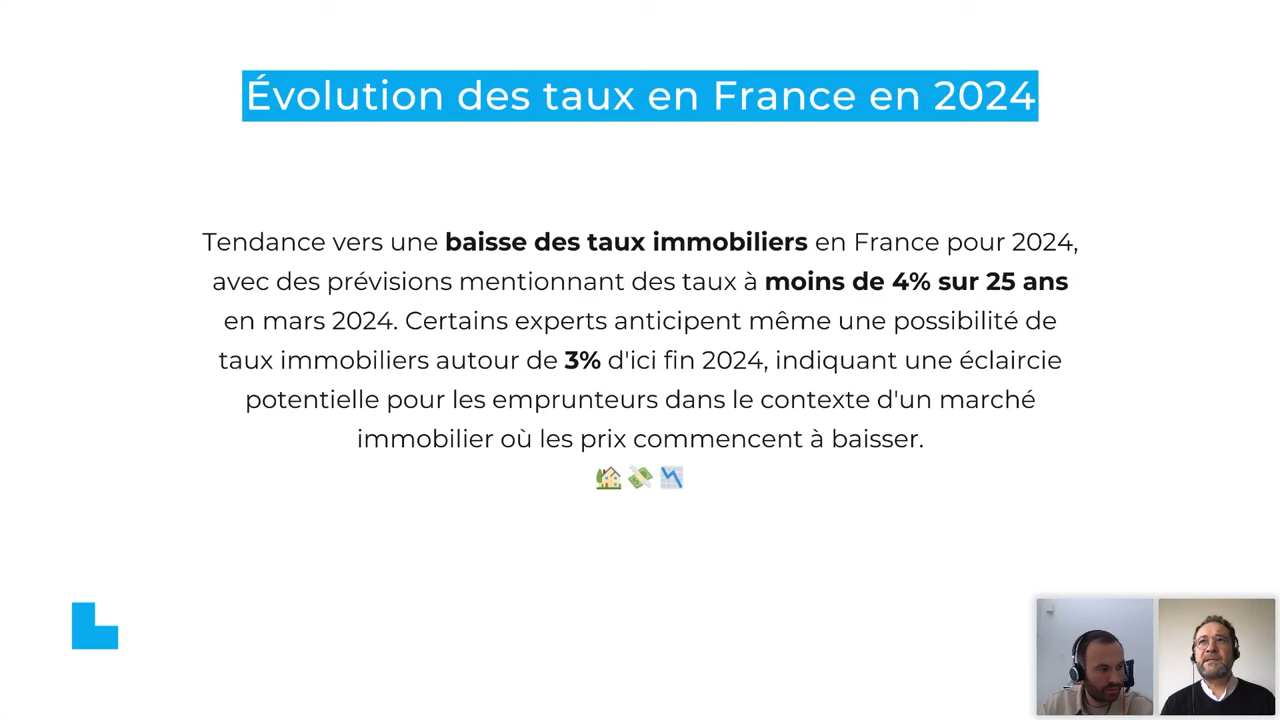 Évolution des taux en France en 2024
Tendance vers une baisse des taux immobiliers en France pour 2024,
avec des prévisions mentionnant des taux à moins de 4% sur 25 ans
en mars 2024. Certains experts anticipent même une possibilité de
taux immobiliers autour de 3% d'ici fin 2024, indiquant une éclaircie
potentielle pour les emprunteurs dans le contexte d'un marché
immobilier où les prix commencent à baisser.